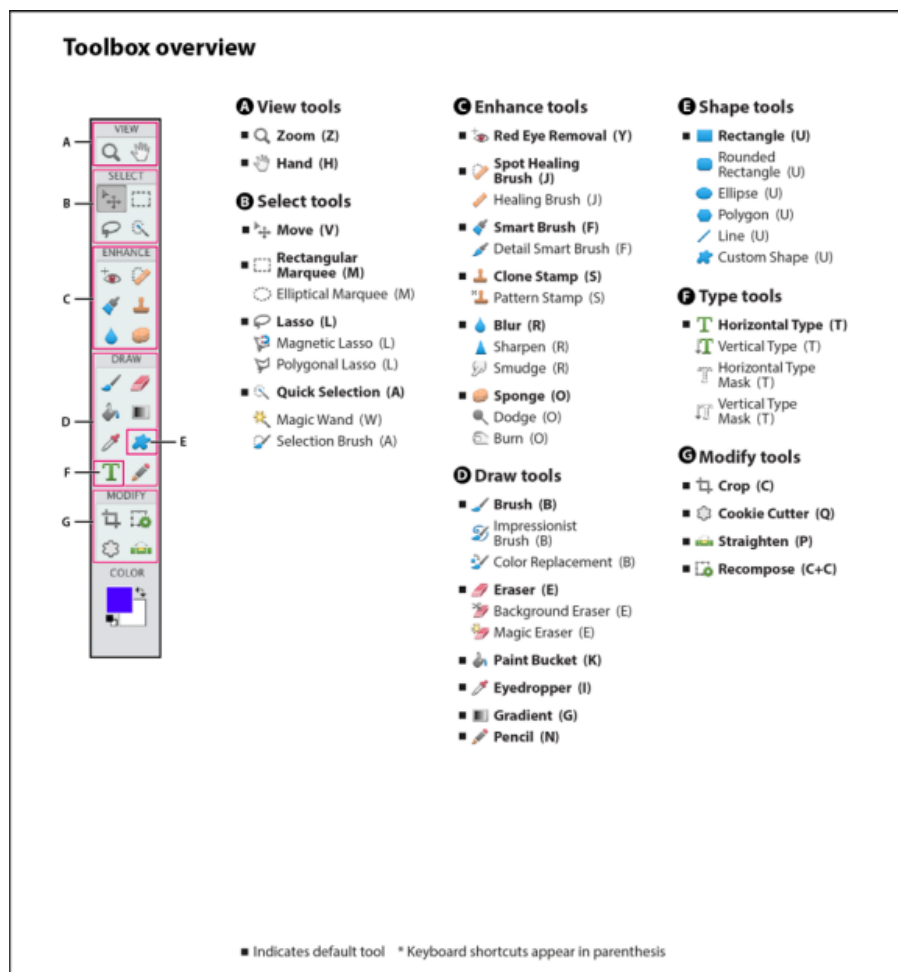 Toolbox overview
VIEW
A
SELECT
B
ENHANCE
C
DRAW
D
E
F
MODIFY
G
COLOR
A View tools
Zoom (Z)
Hand (H)
B Select tools
Move (V)
Rectangular
Marquee (M)
Elliptical Marquee (M)
Lasso (L)
Magnetic Lasso (L)
Polygonal Lasso (L)
Quick Selection (A)
Magic Wand (W)
Selection Brush (A)
C Enhance tools
Red Eye Removal (Y)
Spot Healing
Brush (J)
Healing Brush (J)
Smart Brush (F)
Detail Smart Brush (F)
Clone Stamp (S)
Pattern Stamp (S)
Blur (R)
Sharpen (R)
Smudge (R)
Sponge (O)
Dodge (O)
Burn (O)
D Draw tools
Brush (B)
Impressionist
Brush (B)
Color Replacement (B)
Eraser (E)
Background Eraser (E)
Magic Eraser (E)
Paint Bucket (K)
Eyedropper (I)
Gradient (G)
Pencil (N)
E Shape tools
Rectangle (U)
Rounded
Rectangle (U)
Ellipse (U)
Polygon (U)
Line (U)
Custom Shape (U)
F Type tools
Horizontal Type (T)
Vertical Type (T)
Horizontal Type
Mask (T)
Vertical Type
Mask (T)
G Modify tools
Crop (C)
Cookie Cutter (Q)
Straighten (P)
Recompose (C+C)
■ Indicates default tool * Keyboard shortcuts appear in parenthesis